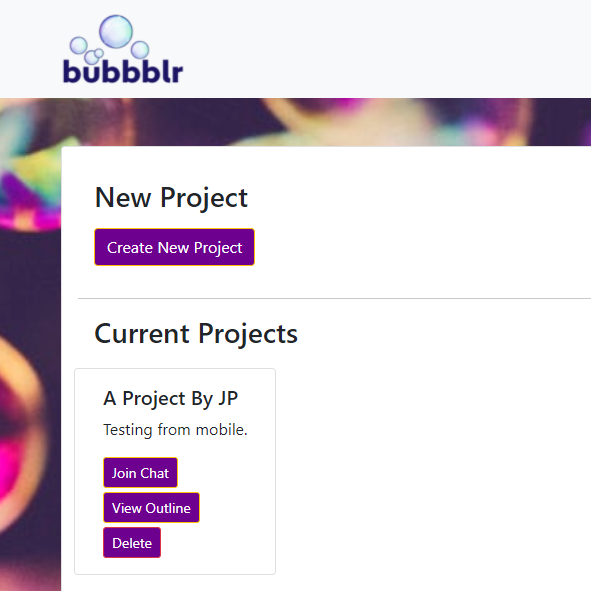 bubbblr
New Project
Create New Project
Current Projects
A Project By JP
Testing from mobile.
Join Chat
View Outline
Delete